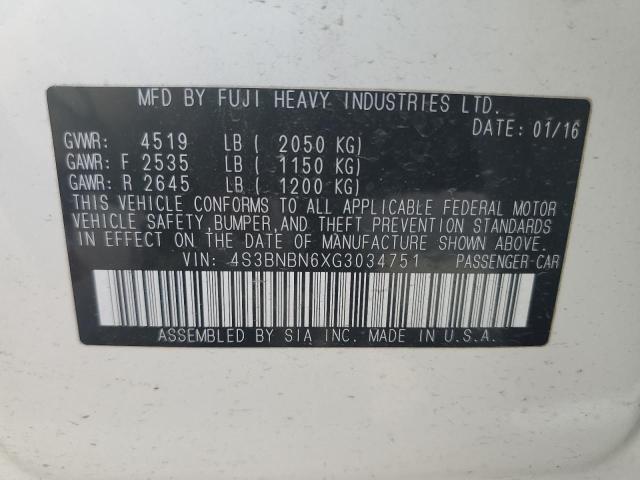 MFD BY FUJI HEAVY INDUSTRIES LTD.
DATE: 01/16
GVWR: 4519 LB ( 2050 KG)
GAWR: F 2535 LB ( 1150 KG)
GAWR: R 2645 LB ( 1200 KG)
THIS VEHICLE CONFORMS TO ALL APPLICABLE FEDERAL MOTOR
VEHICLE SAFETY,BUMPER,AND THEFT PREVENTION STANDARDS
IN EFFECT ON THE DATE OF MANUFACTURE SHOWN ABOVE.
VIN: 4S3BNBN6XG3034751 PASSENGER-CAR
ASSEMBLED BY SIA INC. MADE IN U.S.A.